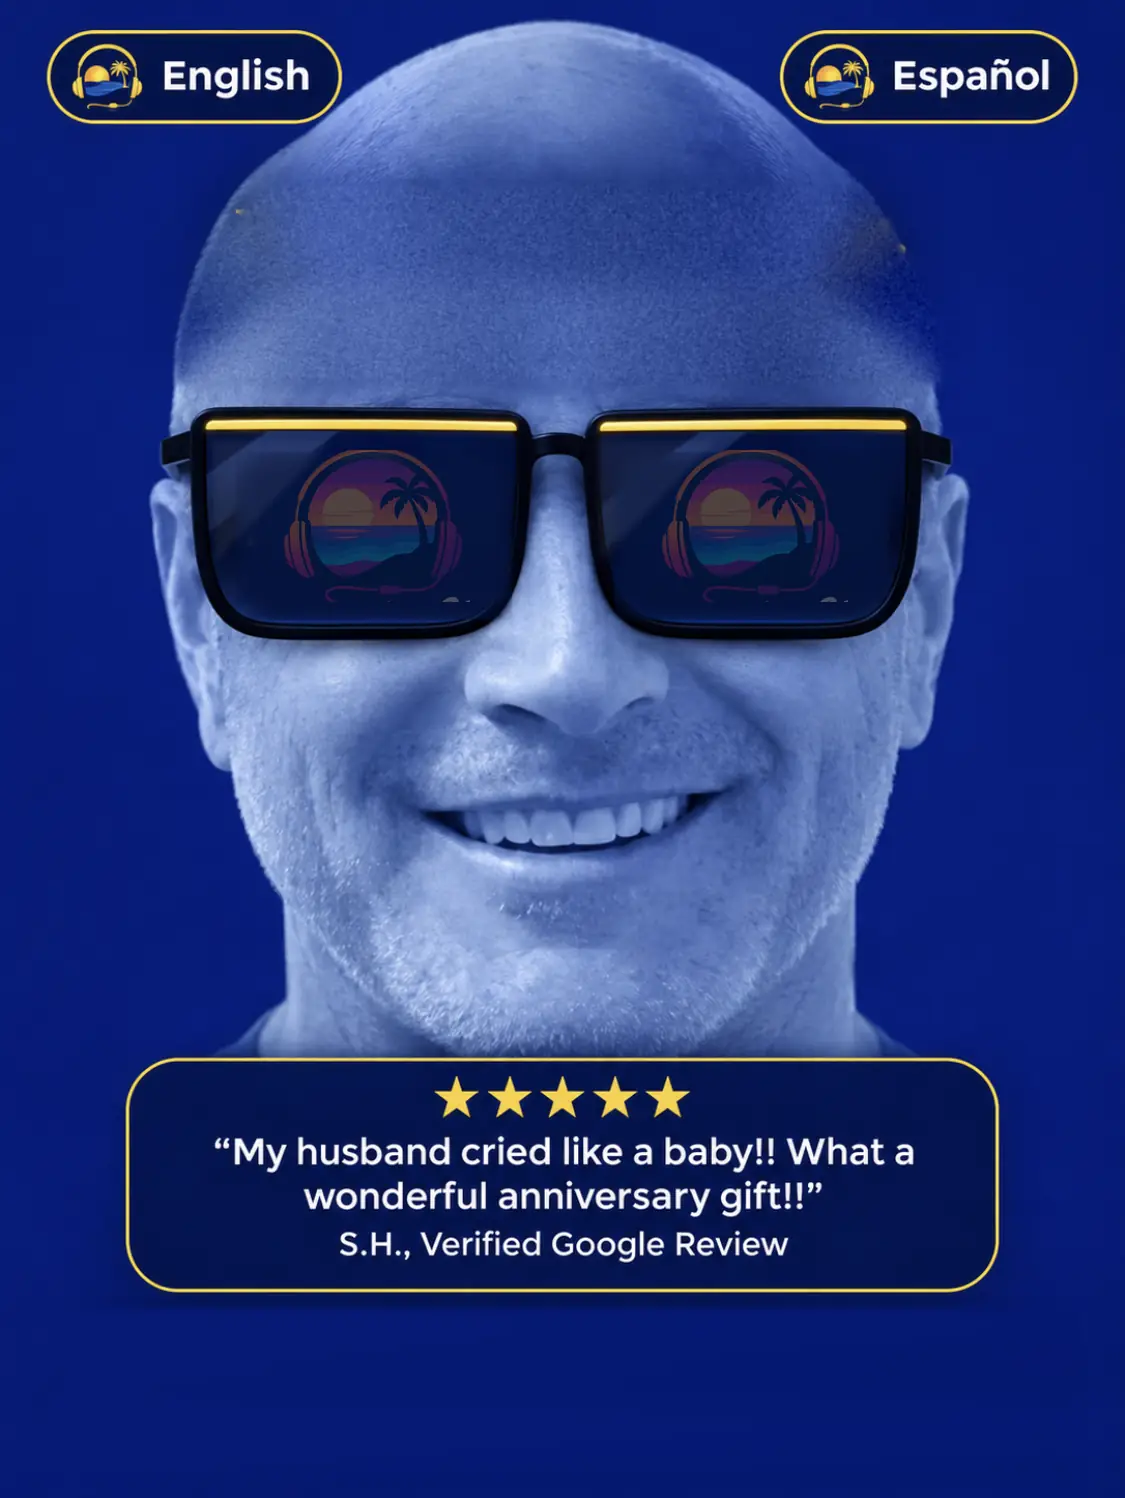 English
Español
★★★★★
“My husband cried like a baby!! What a
wonderful anniversary gift!!”
S.H., Verified Google Review